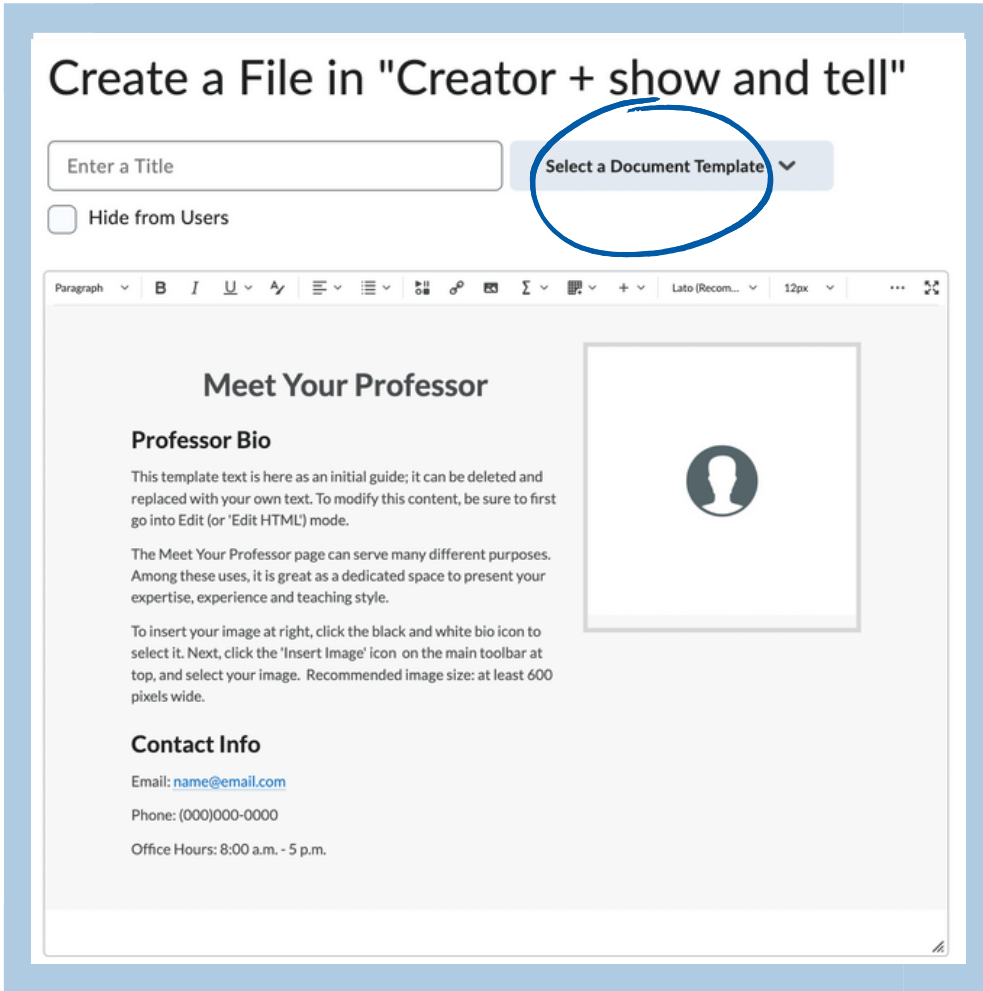 Create a File in "Creator + show and tell"
Enter a Title
Select a Document Template
Hide from Users
Paragraph
B I U A
Σ
Lato (Recom...
12px
Meet Your Professor
Professor Bio
This template text is here as an initial guide; it can be deleted and
replaced with your own text. To modify this content, be sure to first
go into Edit (or 'Edit HTML') mode.
The Meet Your Professor page can serve many different purposes.
Among these uses, it is great as a dedicated space to present your
expertise, experience and teaching style.
To insert your image at right, click the black and white bio icon to
select it. Next, click the 'Insert Image' icon on the main toolbar at
top, and select your image. Recommended image size: at least 600
pixels wide.
Contact Info
Email: name@email.com
Phone: (000)000-0000
Office Hours: 8:00 a.m. - 5 p.m.